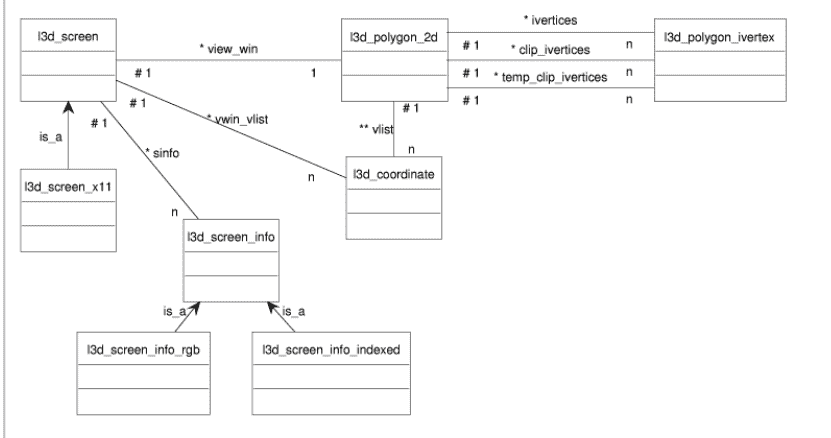 * ivertices
l3d_screen
l3d_polygon_2d
l3d_polygon_ivertex
* view_win
# 1
* clip_ivertices
n
# 1
1
# 1
* temp_clip_ivertices
n
# 1
# 1
n
# 1
* vwin_vlist
# 1
** vlist
is_a
* sinfo
n
l3d_screen_x11
n
l3d_coordinate
n
l3d_screen_info
is_a
is_a
l3d_screen_info_rgb
l3d_screen_info_indexed